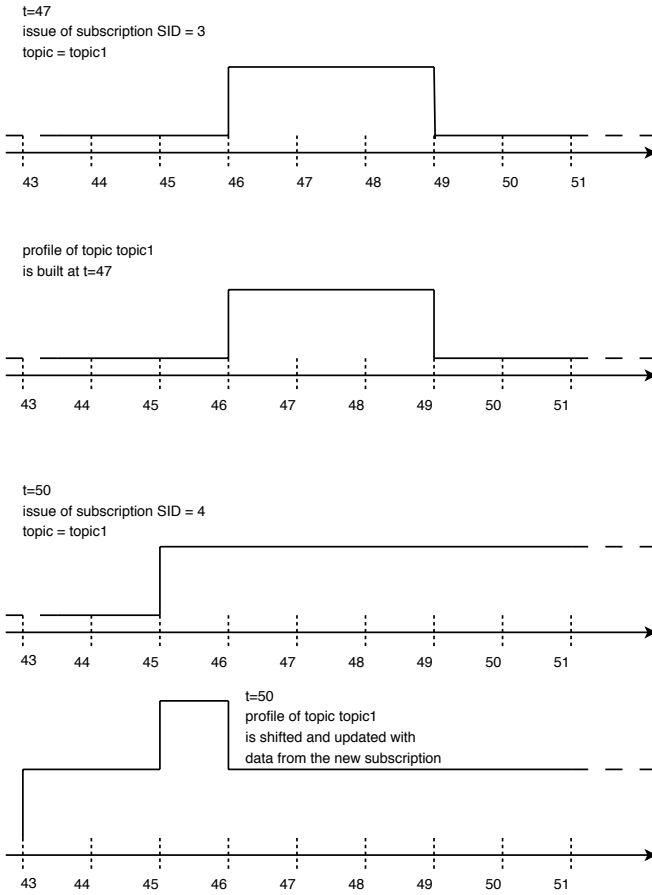 t=47
issue of subscription SID = 3
topic = topic1
43 44 45 46 47 48 49 50 51
profile of topic topic1
is built at t=47
43 44 45 46 47 48 49 50 51
t=50
issue of subscription SID = 4
topic = topic1
43 44 45 46 47 48 49 50 51
t=50
profile of topic topic1
is shifted and updated with
data from the new subscription
43 44 45 46 47 48 49 50 51